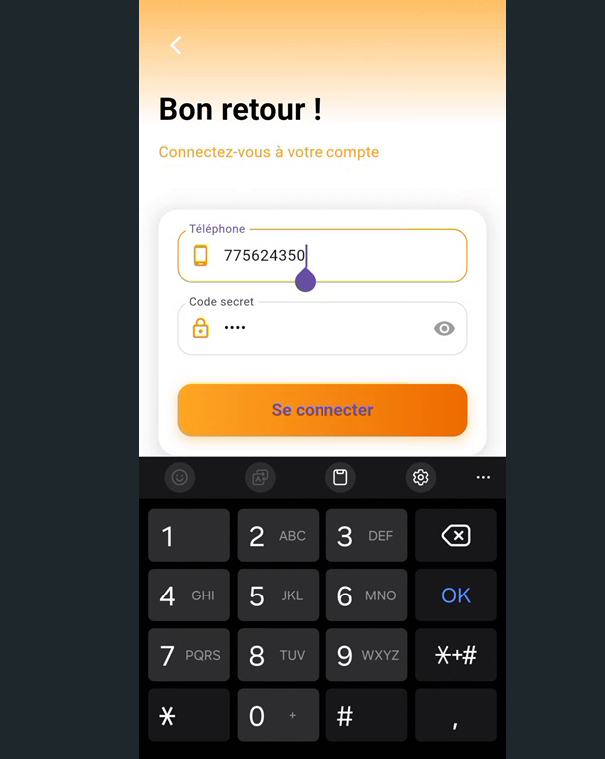 Bon retour !
Connectez-vous à votre compte
Téléphone
775624350
Code secret
••••
Se connecter
1
2 ABC
3 DEF
4 GHI
5 JKL
6 MNO
OK
7 PQRS
8 TUV
9 WXYZ
*+#
*
0 +
#
,